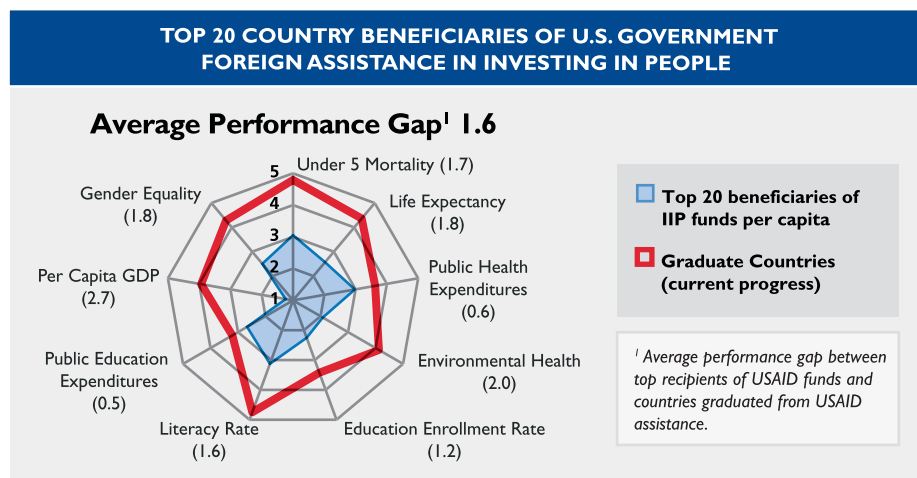 TOP 20 COUNTRY BENEFICIARIES OF U.S. GOVERNMENT
FOREIGN ASSISTANCE IN INVESTING IN PEOPLE
Average Performance Gap¹ 1.6
5
4
3
2
1
Under 5 Mortality (1.7)
Life Expectancy
(1.8)
Public Health
Expenditures
(0.6)
Environmental Health
(2.0)
Education Enrollment Rate
(1.2)
Literacy Rate
(1.6)
Public Education
Expenditures
(0.5)
Per Capita GDP
(2.7)
Gender Equality
(1.8)
Top 20 beneficiaries of
IIP funds per capita
Graduate Countries
(current progress)
¹ Average performance gap between
top recipients of USAID funds and
countries graduated from USAID
assistance.